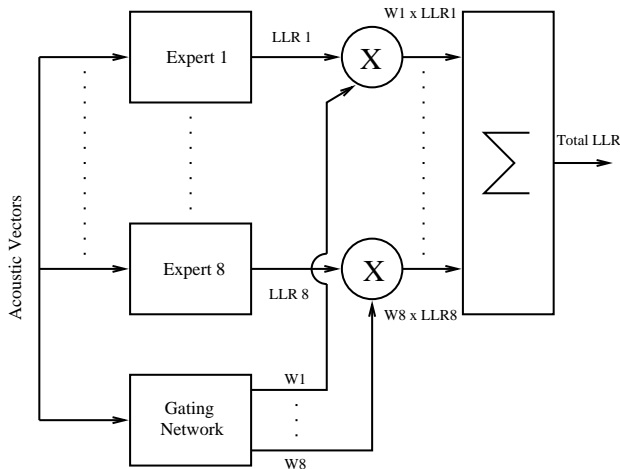 W1 x LLR1
LLR 1
Expert 1
X
Total LLR
∑
Acoustic Vectors
Expert 8
X
LLR 8
W8 x LLR8
W1
Gating
Network
W8